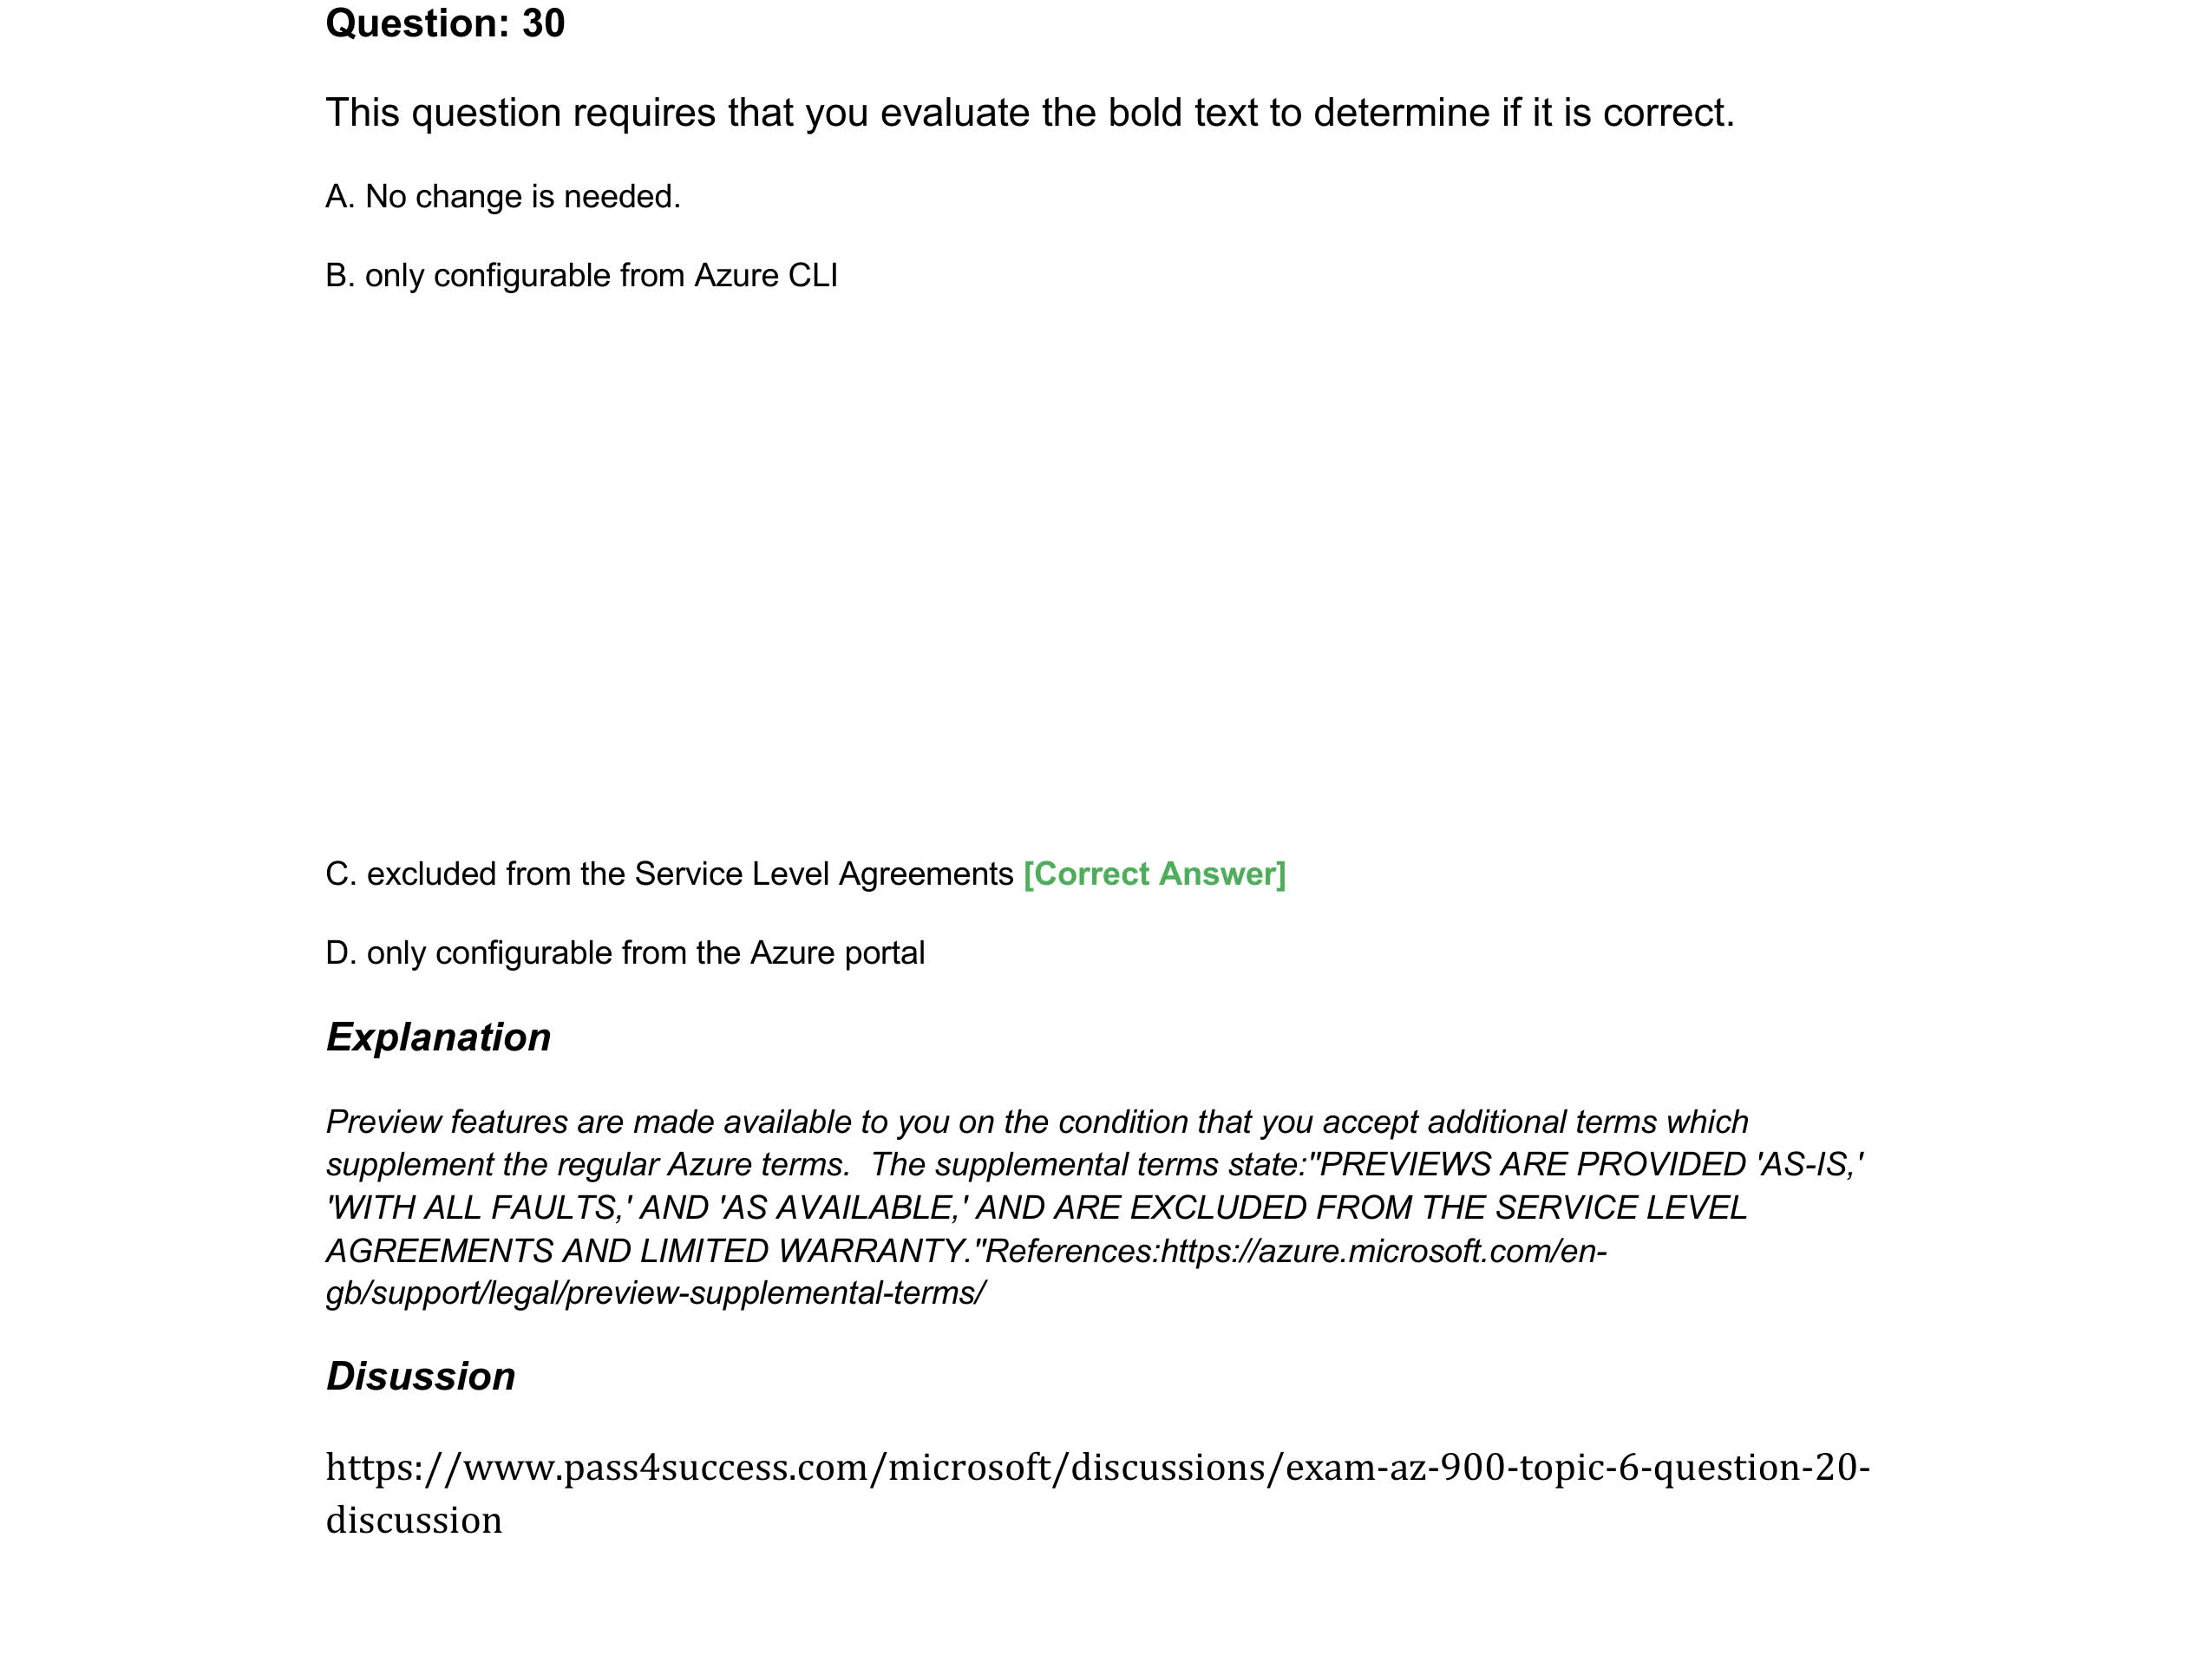 Question: 30
This question requires that you evaluate the bold text to determine if it is correct.
A. No change is needed.
B. only configurable from Azure CLI
C. excluded from the Service Level Agreements [Correct Answer]
D. only configurable from the Azure portal
Explanation
Preview features are made available to you on the condition that you accept additional terms which
supplement the regular Azure terms.  The supplemental terms state:"PREVIEWS ARE PROVIDED 'AS-IS,'
'WITH ALL FAULTS,' AND 'AS AVAILABLE,' AND ARE EXCLUDED FROM THE SERVICE LEVEL
AGREEMENTS AND LIMITED WARRANTY."References:https://azure.microsoft.com/en-
gb/support/legal/preview-supplemental-terms/
Disussion
https://www.pass4success.com/microsoft/discussions/exam-az-900-topic-6-question-20-
discussion